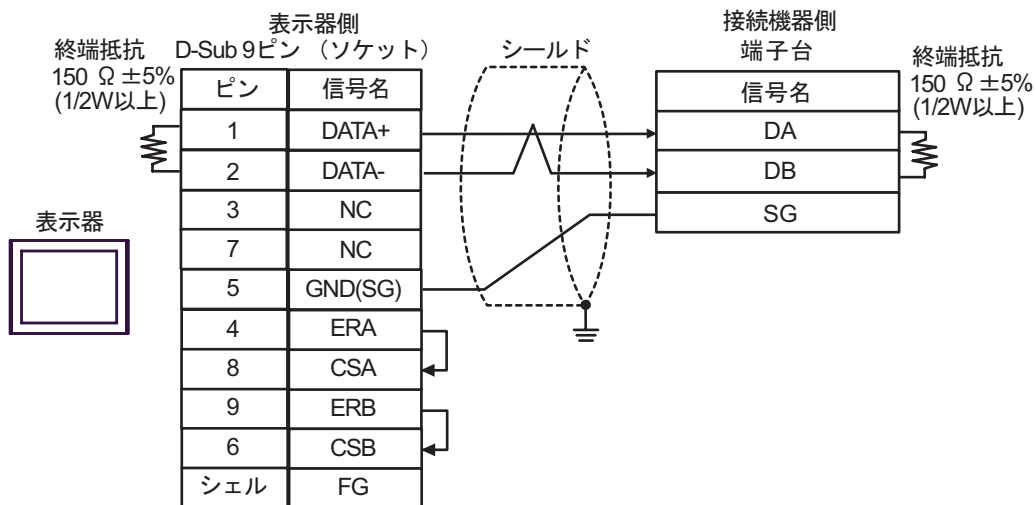 表示器側
D-Sub 9ピン （ソケット）
終端抵抗
150 Ω ±5%
(1/2W以上)
シールド
接続機器側
端子台
終端抵抗
150 Ω ±5%
(1/2W以上)
表示器
ピン 信号名
1 DATA+
2 DATA-
3 NC
7 NC
5 GND(SG)
4 ERA
8 CSA
9 ERB
6 CSB
シェル FG
信号名
DA
DB
SG